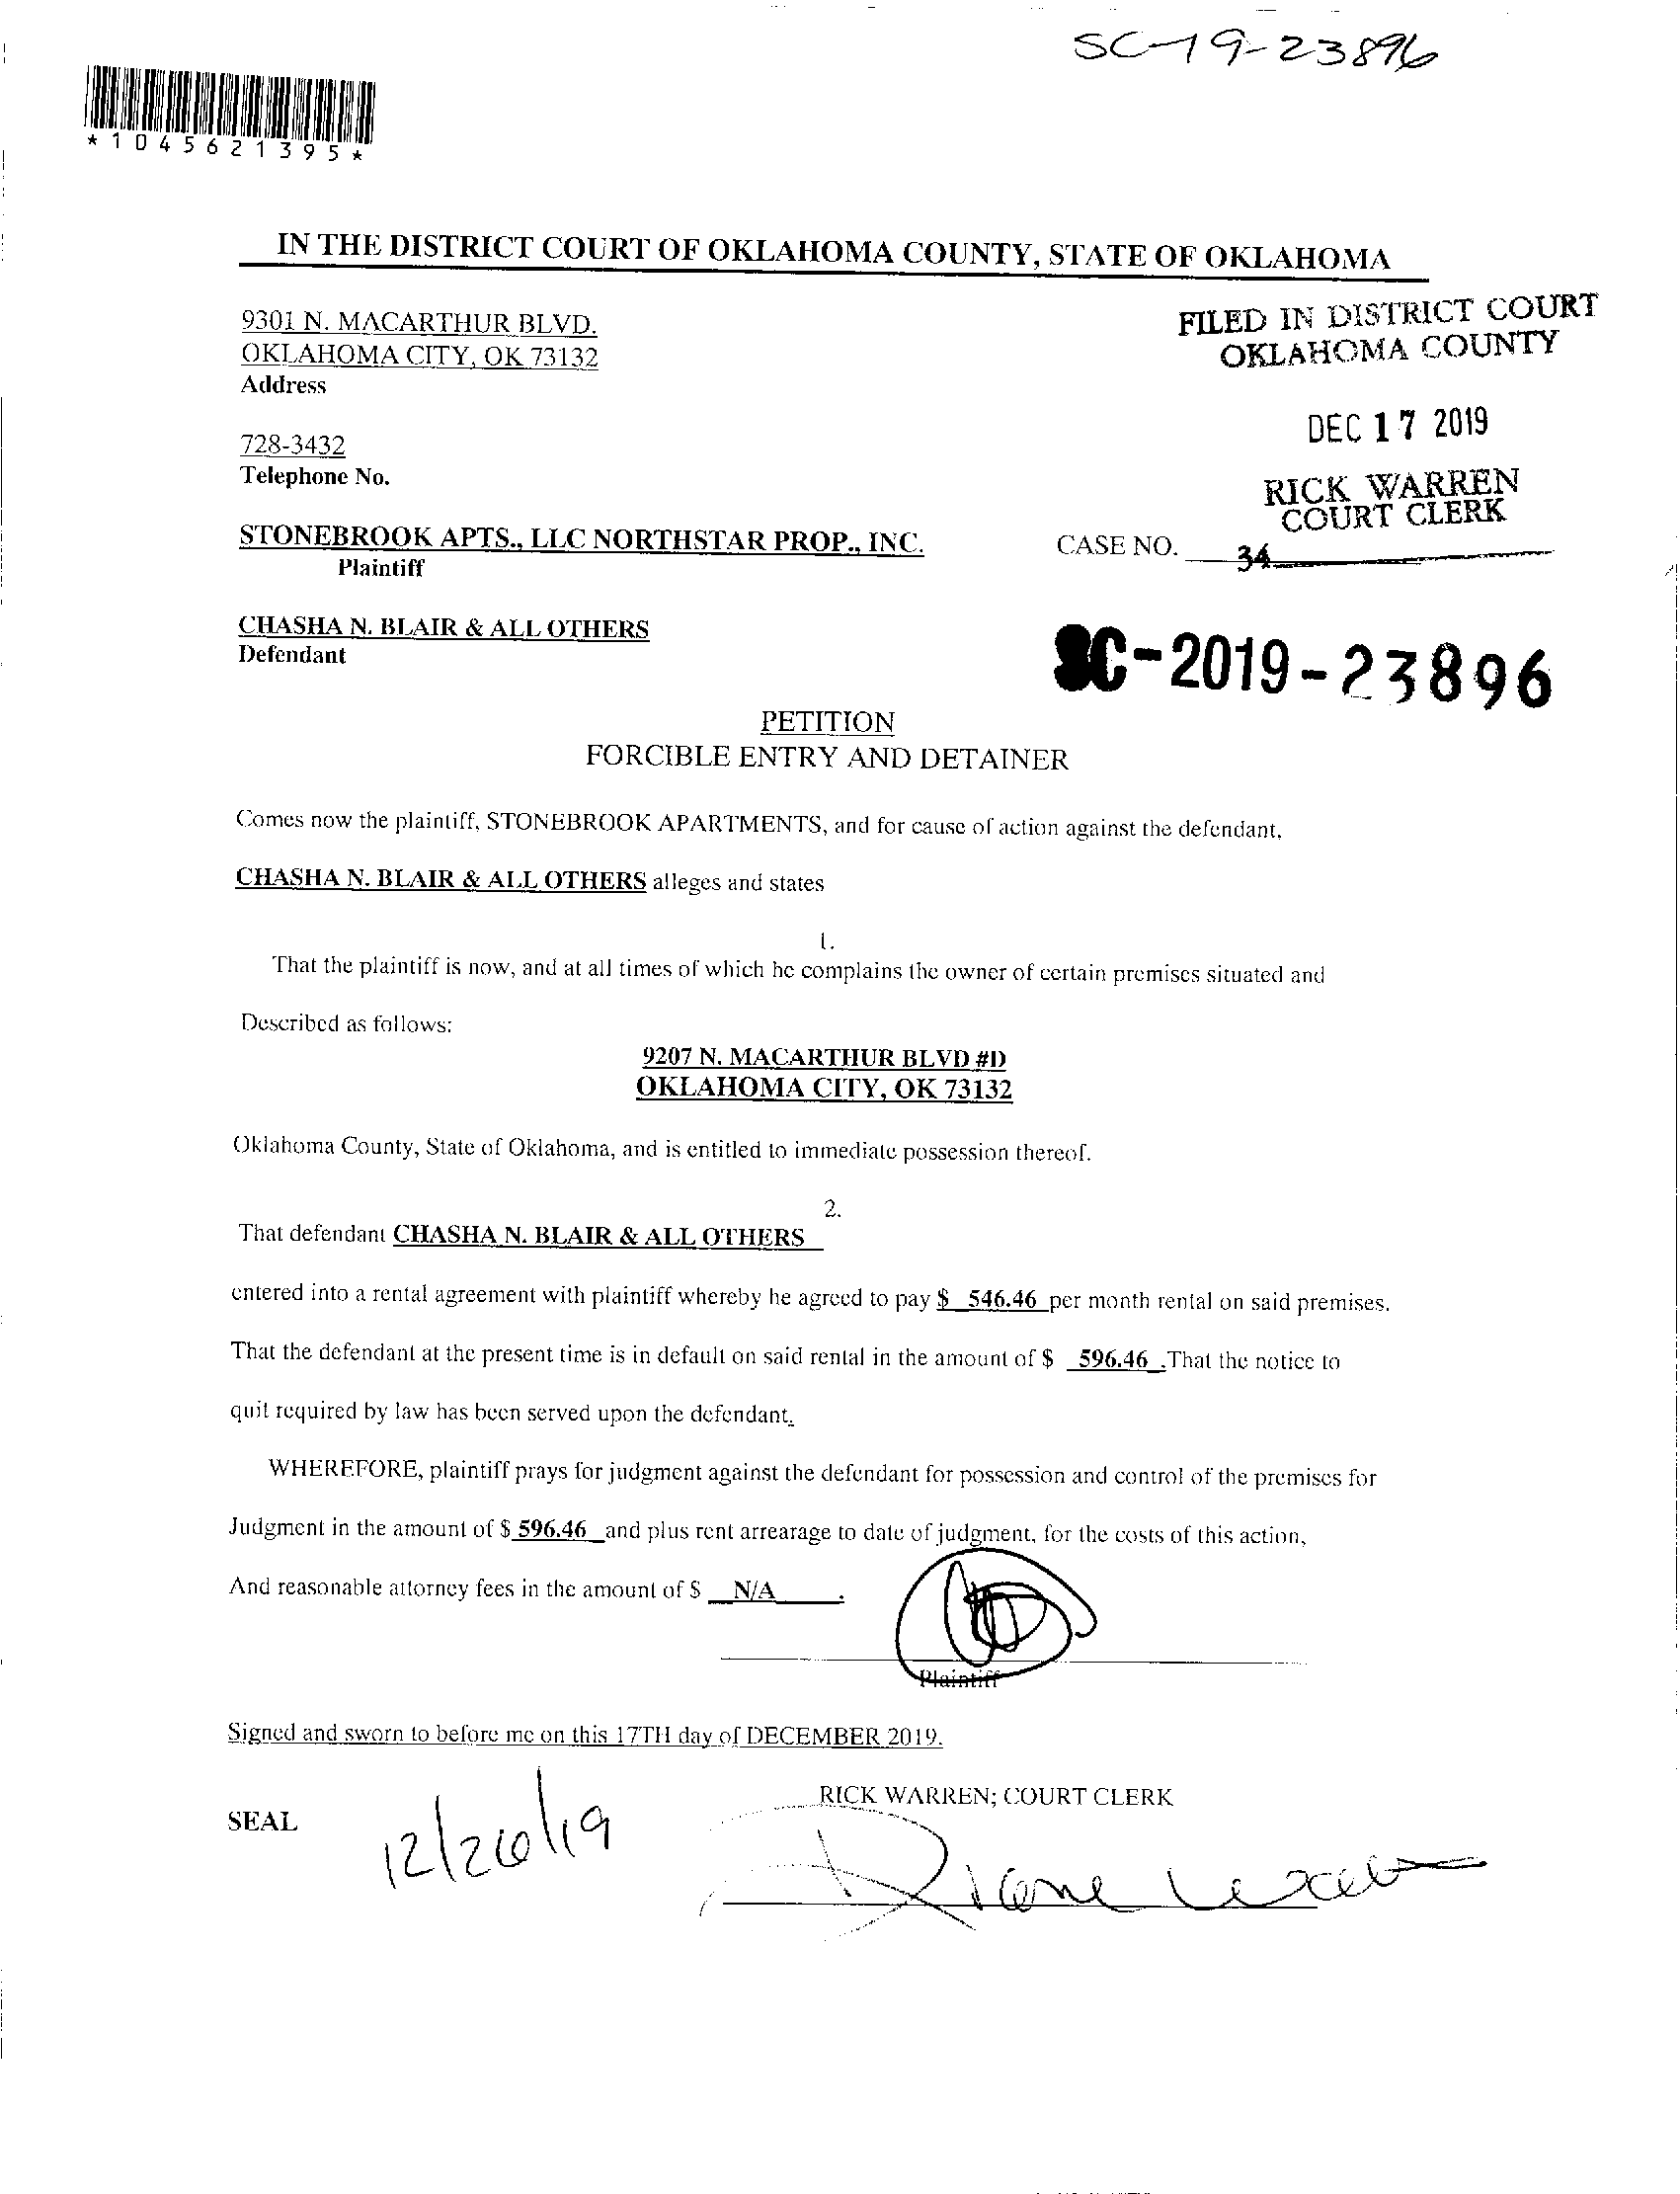 SC-19-23896
*1045621395*
IN THE DISTRICT COURT OF OKLAHOMA COUNTY, STATE OF OKLAHOMA
9301 N. MACARTHUR BLVD.
OKLAHOMA CITY, OK 73132
Address
FILED IN DISTRICT COURT
OKLAHOMA COUNTY
DEC 17 2019
728-3432
Telephone No.
RICK WARREN
COURT CLERK
STONEBROOK APTS., LLC NORTHSTAR PROP., INC.
Plaintiff
CASE NO. 34
CHASHA N. BLAIR & ALL OTHERS
Defendant
SC-2019-23896
PETITION
FORCIBLE ENTRY AND DETAINER
Comes now the plaintiff, STONEBROOK APARTMENTS, and for cause of action against the defendant,
CHASHA N. BLAIR & ALL OTHERS alleges and states
1.
That the plaintiff is now, and at all times of which he complains the owner of certain premises situated and
Described as follows:
9207 N. MACARTHUR BLVD #D
OKLAHOMA CITY, OK 73132
Oklahoma County, State of Oklahoma, and is entitled to immediate possession thereof.
2.
That defendant CHASHA N. BLAIR & ALL OTHERS
entered into a rental agreement with plaintiff whereby he agreed to pay $ 546.46 per month rental on said premises.
That the defendant at the present time is in default on said rental in the amount of $ 596.46 .That the notice to
quit required by law has been served upon the defendant.
WHEREFORE, plaintiff prays for judgment against the defendant for possession and control of the premises for
Judgment in the amount of $ 596.46 and plus rent arrearage to date of judgment, for the costs of this action,
And reasonable attorney fees in the amount of $ N/A .
Plaintiff
Signed and sworn to before me on this 17TH day of DECEMBER 2019.
RICK WARREN; COURT CLERK
SEAL
12/26/19
Diane